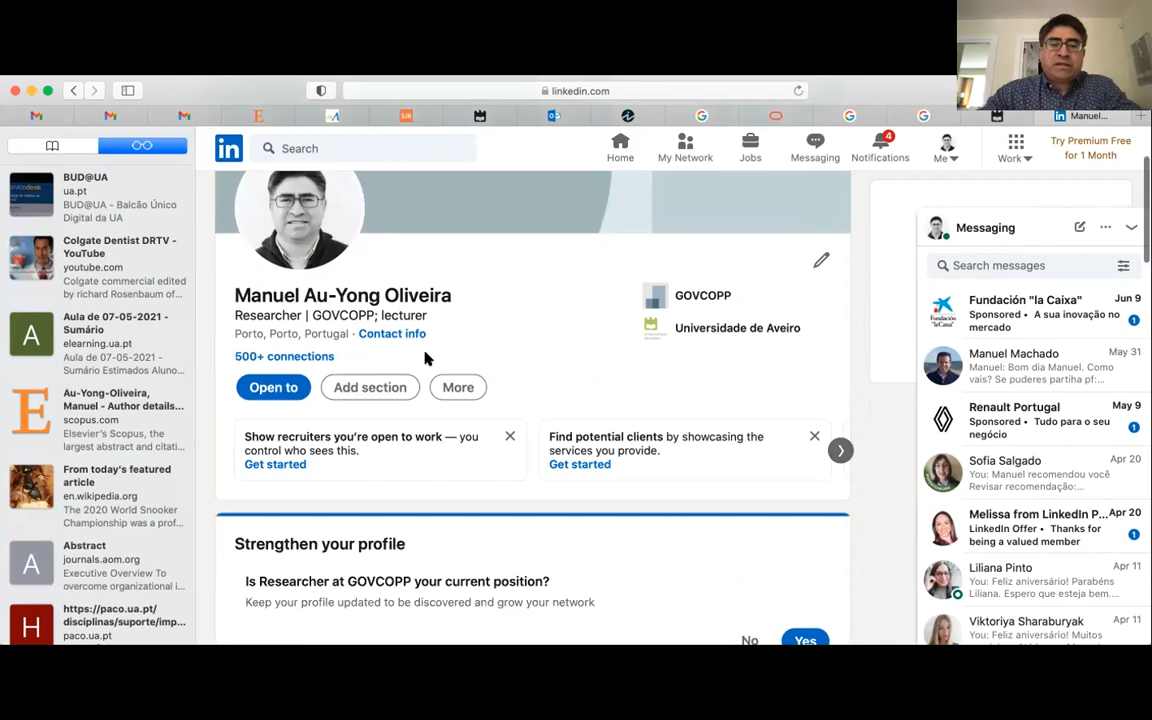 linkedin.com
Manuel...
Search
Home
My Network
Jobs
Messaging
4
Notifications
Me
Work
Try Premium Free
for 1 Month
BUD@UA
ua.pt
BUD@UA - Balcão Único
Digital da UA
Colgate Dentist DRTV -
YouTube
youtube.com
Colgate commercial edited
by richard Rosenbaum of...
Aula de 07-05-2021 -
Sumário
elearning.ua.pt
Aula de 07-05-2021 -
Sumário Estimados Aluno...
E
Au-Yong-Oliveira,
Manuel - Author details...
scopus.com
Elsevier's Scopus, the
largest abstract and citati...
From today's featured
article
en.wikipedia.org
The 2020 World Snooker
Championship was a prof...
A
Abstract
journals.aom.org
Executive Overview To
overcome organizational i...
H
https://paco.ua.pt/
disciplinas/suporte/imp...
paco.ua.pt
Manuel Au-Yong Oliveira
Researcher | GOVCOPP; lecturer
Porto, Porto, Portugal · Contact info
500+ connections
GOVCOPP
Universidade de Aveiro
Open to
Add section
More
Show recruiters you're open to work — you
control who sees this.
Get started
Find potential clients by showcasing the
services you provide.
Get started
Strengthen your profile
Is Researcher at GOVCOPP your current position?
Keep your profile updated to be discovered and grow your network
No
Yes
Messaging
Search messages
Fundación "la Caixa"
Jun 9
Sponsored • A sua inovação no
mercado
1
Manuel Machado
May 31
Manuel: Bom dia Manuel. Como
vais? Se puderes partiha pf:...
Renault Portugal
May 9
Sponsored • Tudo para o seu
negócio
1
Sofia Salgado
Apr 20
You: Manuel recomendou você
Revisar recomendação:...
Melissa from LinkedIn P...
Apr 20
LinkedIn Offer • Thanks for
being a valued member
1
Liliana Pinto
Apr 11
You: Feliz aniversário! Parabéns
Liliana. Espero que esteja bem....
Viktoriya Sharaburyak
Apr 11
You: Feliz aniversário! Muitos